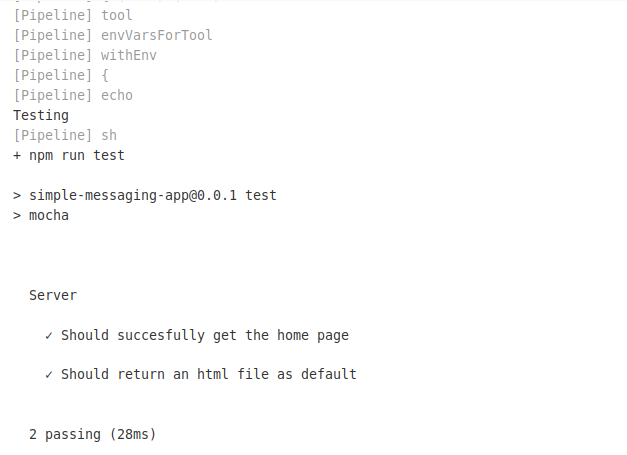 [Pipeline] tool
[Pipeline] envVarsForTool
[Pipeline] withEnv
[Pipeline] {
[Pipeline] echo
Testing
[Pipeline] sh
+ npm run test
> simple-messaging-app@0.0.1 test
> mocha
Server
✓ Should succesfully get the home page
✓ Should return an html file as default
2 passing (28ms)